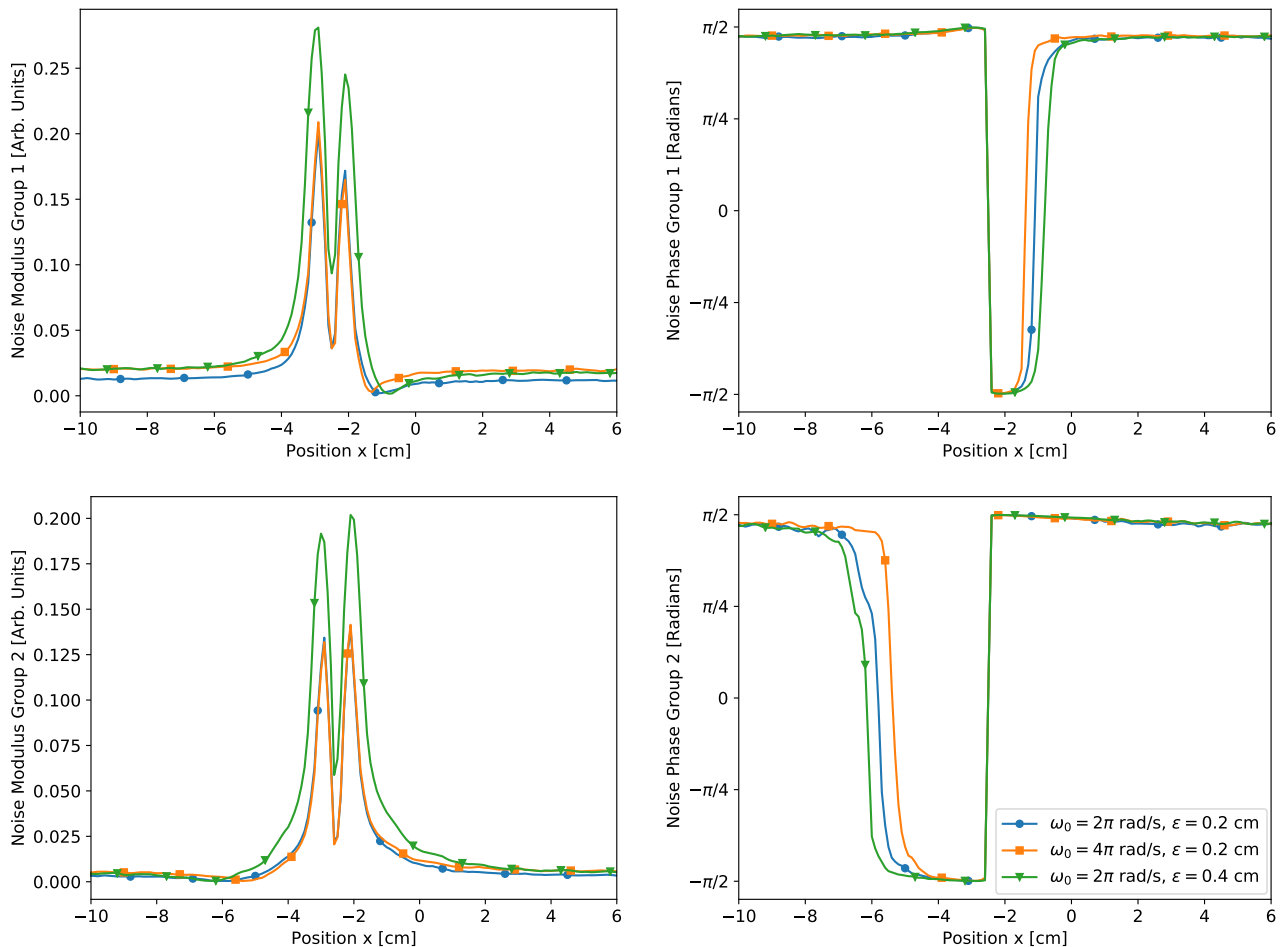 Noise Modulus Group 1 [Arb. Units]
0.25
0.20
0.15
0.10
0.05
0.00
−10 −8 −6 −4 −2 0 2 4 6
Position x [cm]
Noise Phase Group 1 [Radians]
π/2
π/4
0
−π/4
−π/2
−10 −8 −6 −4 −2 0 2 4 6
Position x [cm]
Noise Modulus Group 2 [Arb. Units]
0.200
0.175
0.150
0.125
0.100
0.075
0.050
0.025
0.000
−10 −8 −6 −4 −2 0 2 4 6
Position x [cm]
Noise Phase Group 2 [Radians]
π/2
π/4
0
−π/4
−π/2
ω₀ = 2π rad/s, ε = 0.2 cm
ω₀ = 4π rad/s, ε = 0.2 cm
ω₀ = 2π rad/s, ε = 0.4 cm
−10 −8 −6 −4 −2 0 2 4 6
Position x [cm]